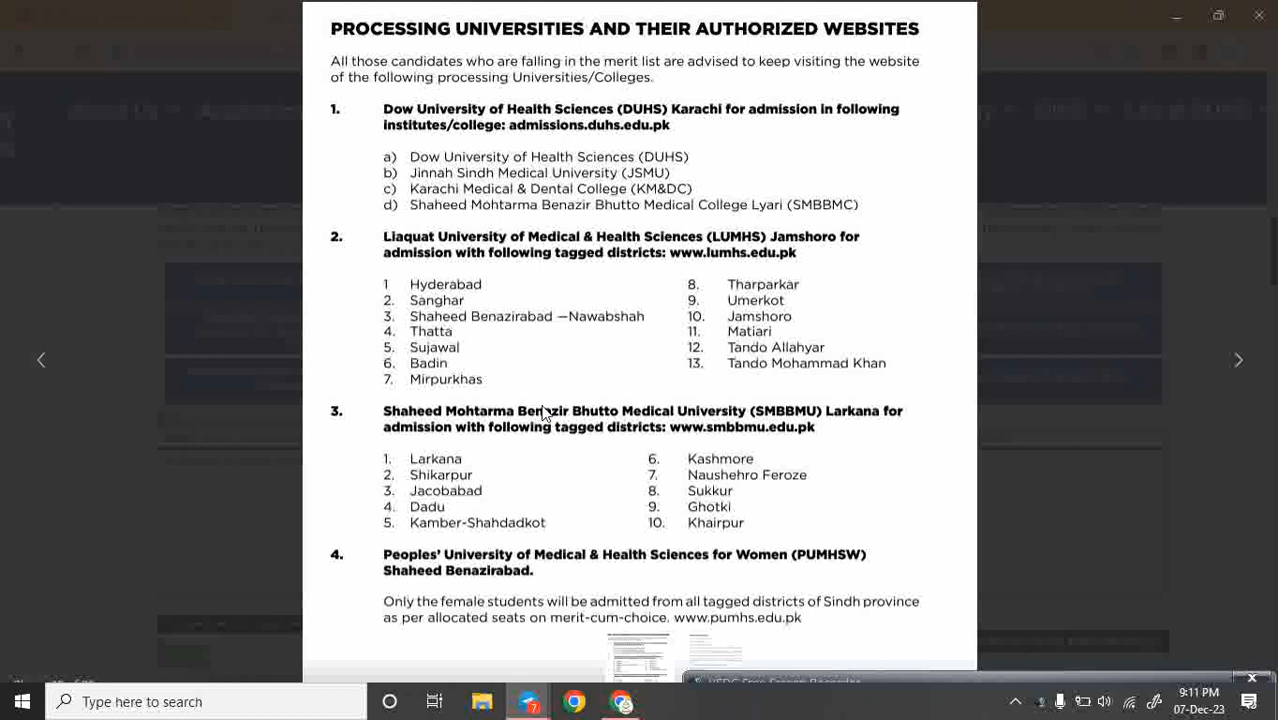 PROCESSING UNIVERSITIES AND THEIR AUTHORIZED WEBSITES
All those candidates who are falling in the merit list are advised to keep visiting the website
of the following processing Universities/Colleges.
1. Dow University of Health Sciences (DUHS) Karachi for admission in following
institutes/college: admissions.duhs.edu.pk
a) Dow University of Health Sciences (DUHS)
b) Jinnah Sindh Medical University (JSMU)
c) Karachi Medical & Dental College (KM&DC)
d) Shaheed Mohtarma Benazir Bhutto Medical College Lyari (SMBBMC)
2. Liaquat University of Medical & Health Sciences (LUMHS) Jamshoro for
admission with following tagged districts: www.lumhs.edu.pk
1 Hyderabad
2. Sanghar
3. Shaheed Benazirabad —Nawabshah
4. Thatta
5. Sujawal
6. Badin
7. Mirpurkhas
8. Tharparkar
9. Umerkot
10. Jamshoro
11. Matiari
12. Tando Allahyar
13. Tando Mohammad Khan
3. Shaheed Mohtarma Benazir Bhutto Medical University (SMBBMU) Larkana for
admission with following tagged districts: www.smbbmu.edu.pk
1. Larkana
2. Shikarpur
3. Jacobabad
4. Dadu
5. Kamber-Shahdadkot
6. Kashmore
7. Naushehro Feroze
8. Sukkur
9. Ghotki
10. Khairpur
4. Peoples' University of Medical & Health Sciences for Women (PUMHSW)
Shaheed Benazirabad.
Only the female students will be admitted from all tagged districts of Sindh province
as per allocated seats on merit-cum-choice. www.pumhs.edu.pk
Type here to search
7
9:11 PM
07-Dec-23